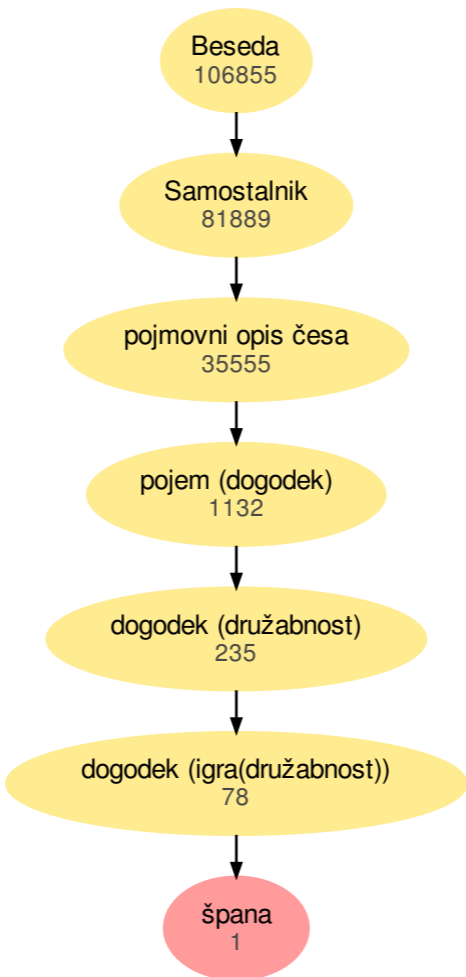 Beseda
106855
Samostalnik
81889
pojmovni opis česa
35555
pojem (dogodek)
1132
dogodek (družabnost)
235
dogodek (igra(družabnost))
78
špana
1